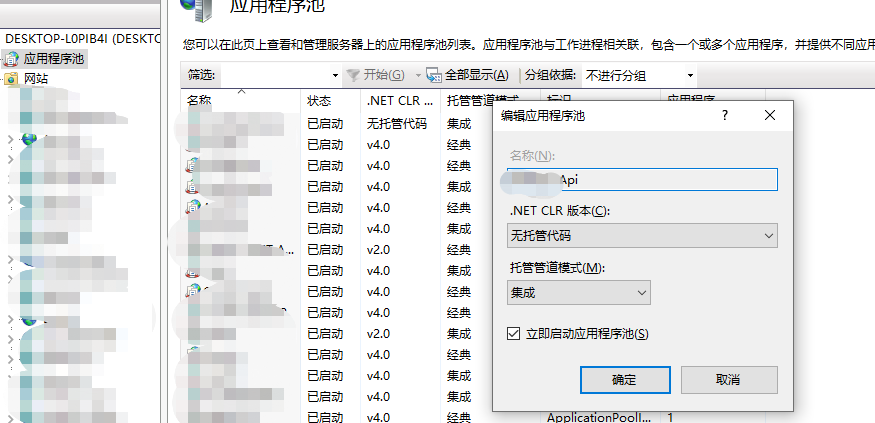 应用程序池
DESKTOP-L0PIB4I (DESKTO
应用程序池
网站
您可以在此页上查看和管理服务器上的应用程序池列表。应用程序池与工作进程相关联，包含一个或多个应用程序，并提供不同应用
筛选: 开始(G) 全部显示(A) 分组依据: 不进行分组
名称 状态 .NET CLR ... 托管管道模式 标识 应用程序
已启动 无托管代码 集成
已启动 v4.0 经典
已启动 v4.0 经典
已启动 v4.0 集成
已启动 v4.0 经典
已启动 v4.0 经典
T A... 已启动 v2.0 经典
已启动 v4.0 集成
已启动 v4.0 经典
已启动 v4.0 经典
已启动 v2.0 集成
已启动 v4.0 经典
已启动 v4.0 集成
已启动 v4.0 集成
已启动 v4.0 经典 ApplicationPoolI... 1
编辑应用程序池 ?
名称(N):
Api
.NET CLR 版本(C):
无托管代码
托管管道模式(M):
集成
立即启动应用程序池(S)
确定 取消